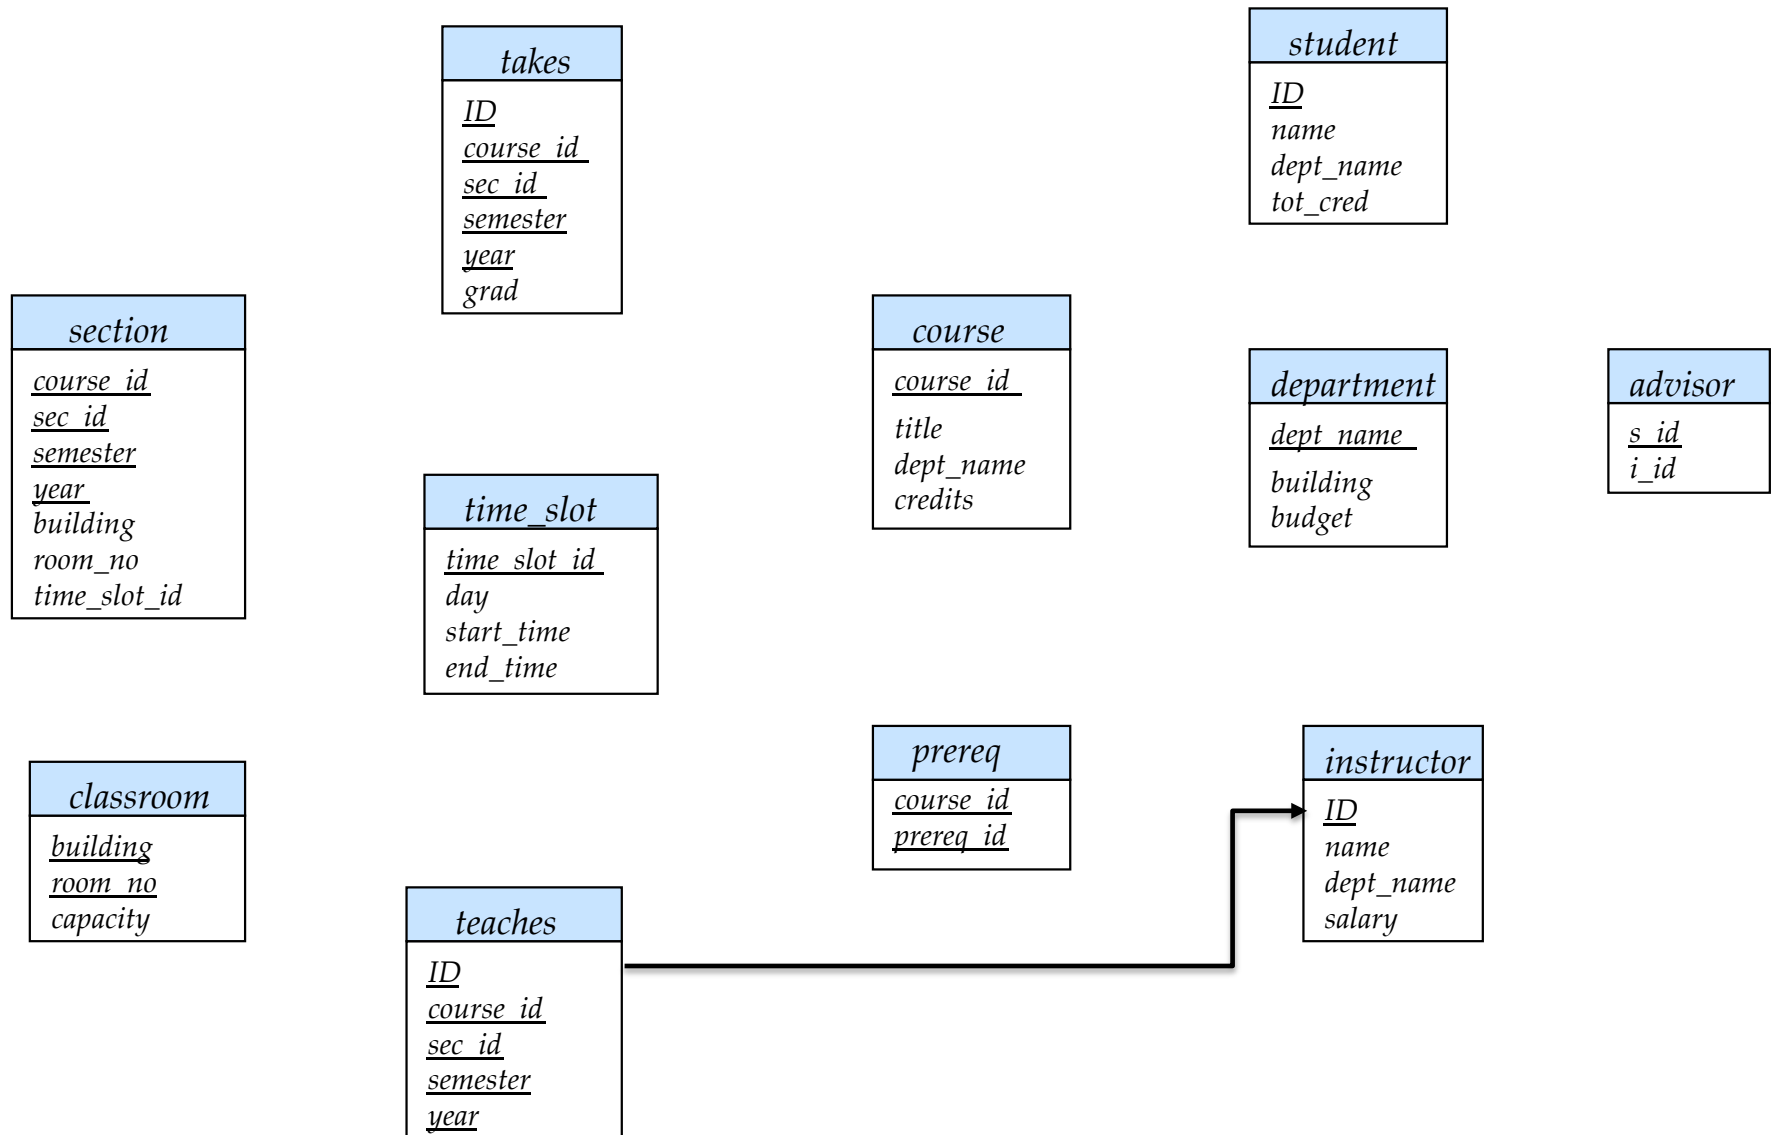 takes
ID
course_id
sec_id
semester
year
grad
student
ID
name
dept_name
tot_cred
section
course_id
sec_id
semester
year
building
room_no
time_slot_id
course
course_id
title
dept_name
credits
department
dept_name
building
budget
advisor
s_id
i_id
time_slot
time_slot_id
day
start_time
end_time
prereq
course_id
prereq_id
instructor
ID
name
dept_name
salary
classroom
building
room_no
capacity
teaches
ID
course_id
sec_id
semester
year